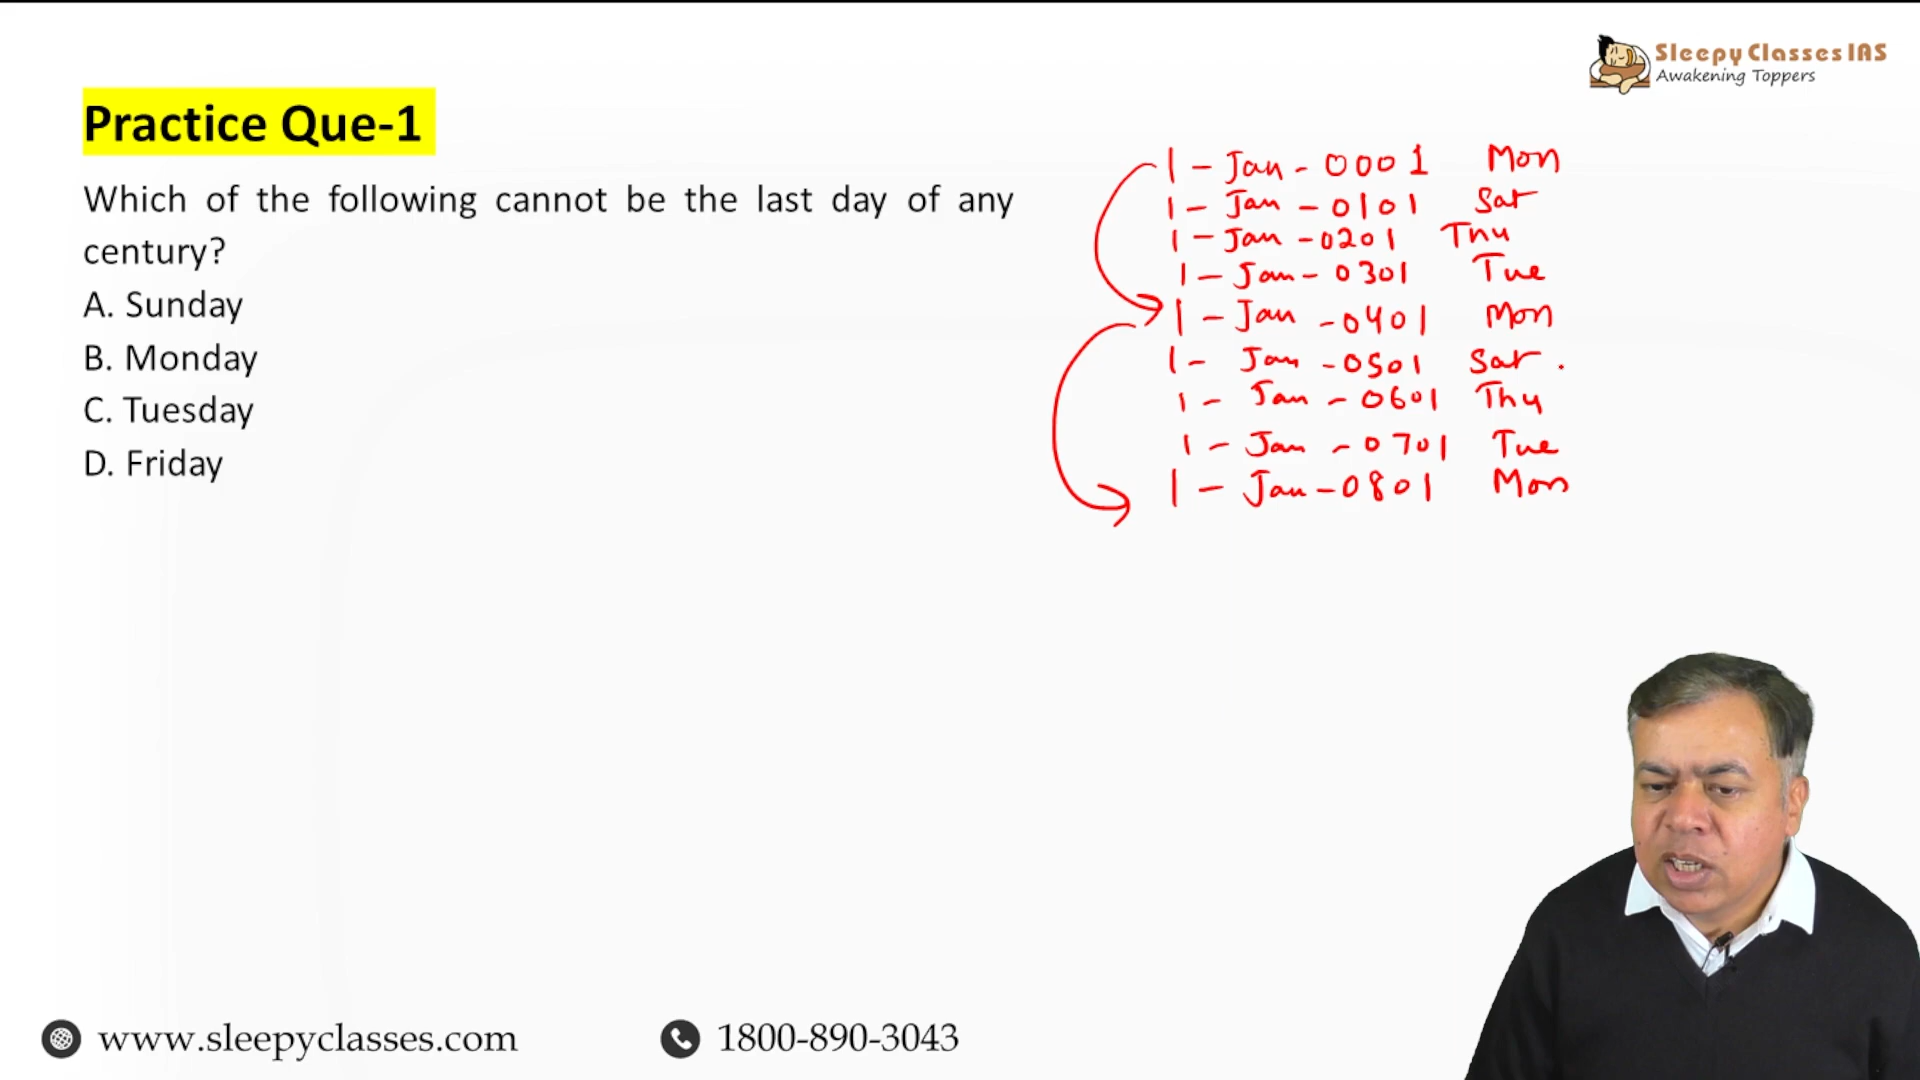 Sleepy Classes IAS
Awakening Toppers
Practice Que-1
Which of the following cannot be the last day of any
century?
A. Sunday
B. Monday
C. Tuesday
D. Friday
1 - Jan - 0001 Mon
1 - Jan - 0101 Sat
1 - Jan - 0201 Thu
1 - Jan - 0301 Tue
1 - Jan - 0401 Mon
1 - Jan - 0501 Sat.
1 - Jan - 0601 Thu
1 - Jan - 0701 Tue
1 - Jan - 0801 Mon
www.sleepyclasses.com
1800-890-3043